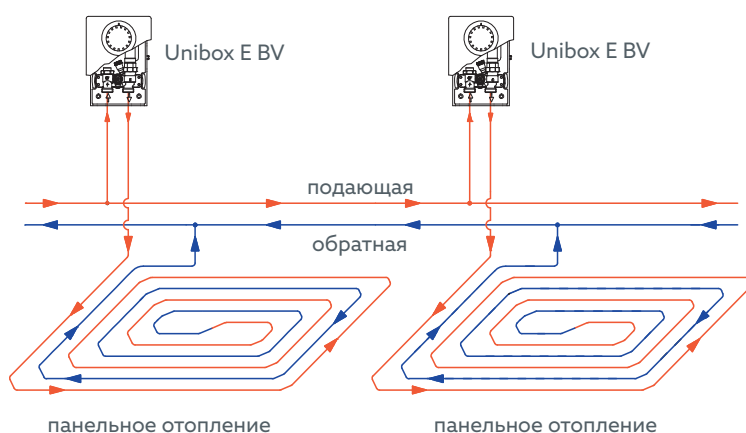 Unibox E BV
Unibox E BV
подающая
обратная
панельное отопление
панельное отопление